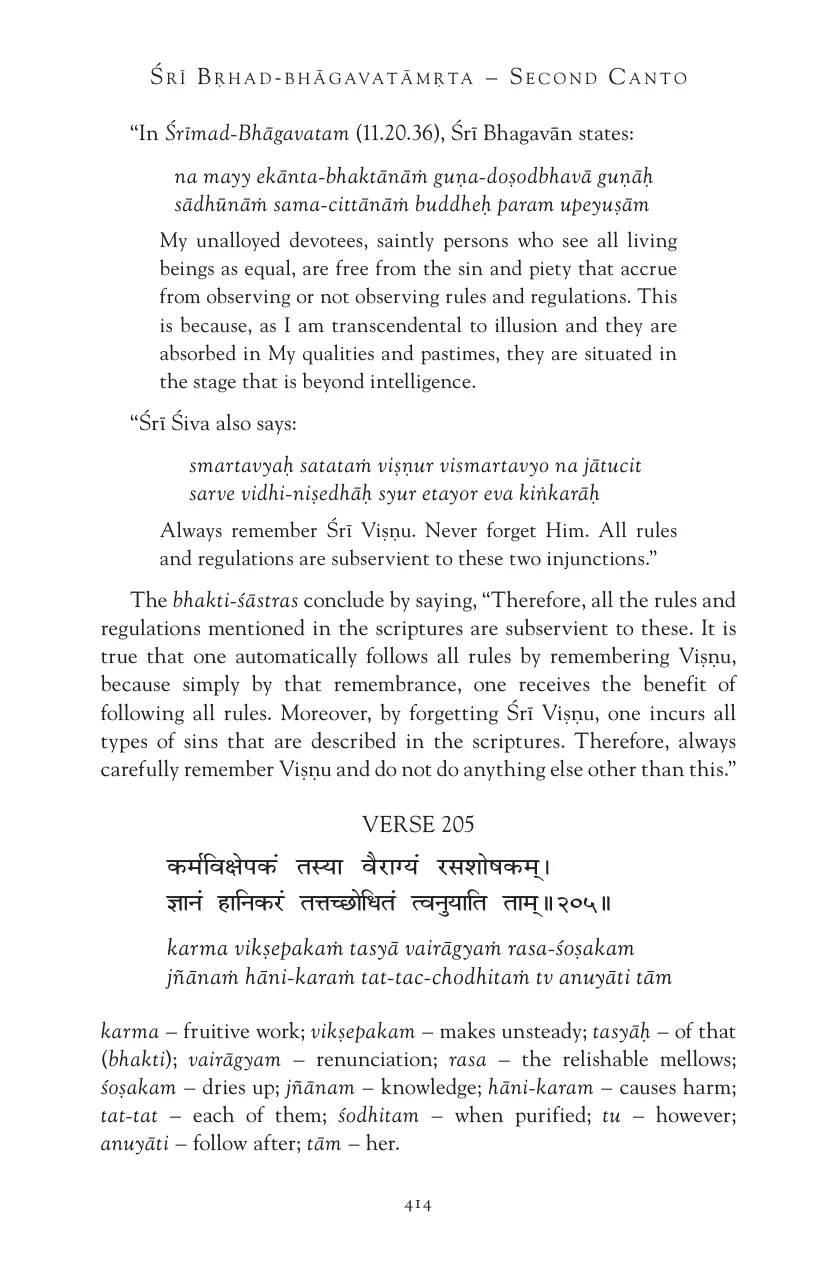 ŚRĪ BṚHAD-BHĀGAVATĀMṚTA – SECOND CANTO
“In Śrīmad-Bhāgavatam (11.20.36), Śrī Bhagavān states:
na mayy ekānta-bhaktānāṁ guṇa-doṣodbhavā guṇāḥ
sādhūnāṁ sama-cittānāṁ buddheḥ param upeyuṣām
My unalloyed devotees, saintly persons who see all living
beings as equal, are free from the sin and piety that accrue
from observing or not observing rules and regulations. This
is because, as I am transcendental to illusion and they are
absorbed in My qualities and pastimes, they are situated in
the stage that is beyond intelligence.
“Śrī Śiva also says:
smartavyaḥ satataṁ viṣṇur vismartavyo na jātucit
sarve vidhi-niṣedhāḥ syur etayor eva kiṅkarāḥ
Always remember Śrī Viṣṇu. Never forget Him. All rules
and regulations are subservient to these two injunctions.”
The bhakti-śāstras conclude by saying, “Therefore, all the rules and
regulations mentioned in the scriptures are subservient to these. It is
true that one automatically follows all rules by remembering Viṣṇu,
because simply by that remembrance, one receives the benefit of
following all rules. Moreover, by forgetting Śrī Viṣṇu, one incurs all
types of sins that are described in the scriptures. Therefore, always
carefully remember Viṣṇu and do not do anything else other than this.”
VERSE 205
कर्मविक्षेपकं तस्या वैराग्यं रसशोषकम्।
ज्ञानं हानिकरं तत्तच्छोधितं त्वनुयाति ताम्॥२०५॥
karma vikṣepakaṁ tasyā vairāgyaṁ rasa-śoṣakam
jñānaṁ hāni-karaṁ tat-tac-chodhitaṁ tv anuyāti tām
karma – fruitive work; vikṣepakam – makes unsteady; tasyāḥ – of that
(bhakti); vairāgyam – renunciation; rasa – the relishable mellows;
śoṣakam – dries up; jñānam – knowledge; hāni-karam – causes harm;
tat-tat – each of them; śodhitam – when purified; tu – however;
anuyāti – follow after; tām – her.
414